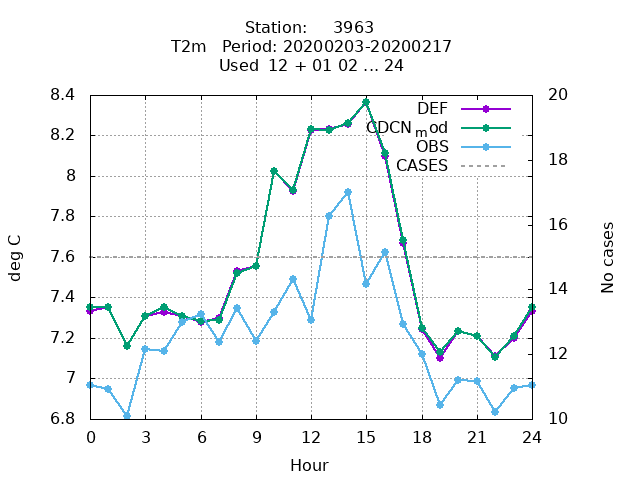 Station: 3963
T2m Period: 20200203-20200217
Used 12 + 01 02 ... 24
8.4
8.2
8
7.8
7.6
7.4
7.2
7
6.8
deg C
20
18
16
14
12
10
No cases
DEF
CDCN_mod
OBS
CASES
0 3 6 9 12 15 18 21 24
Hour